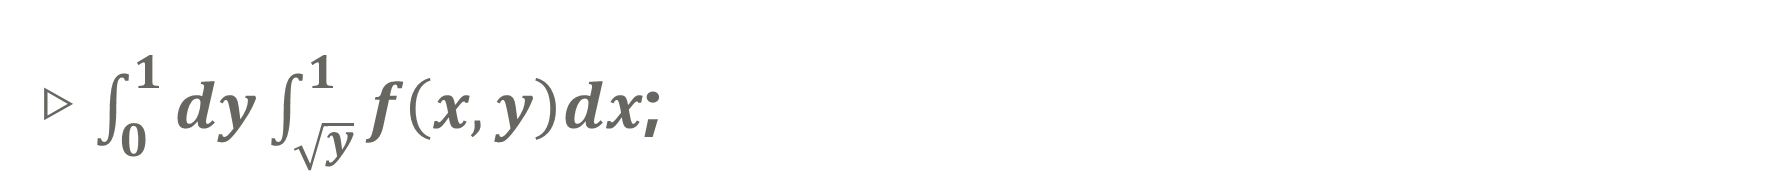 ▷ ∫₀¹ dy ∫_{√y}^1 f(x, y)dx;